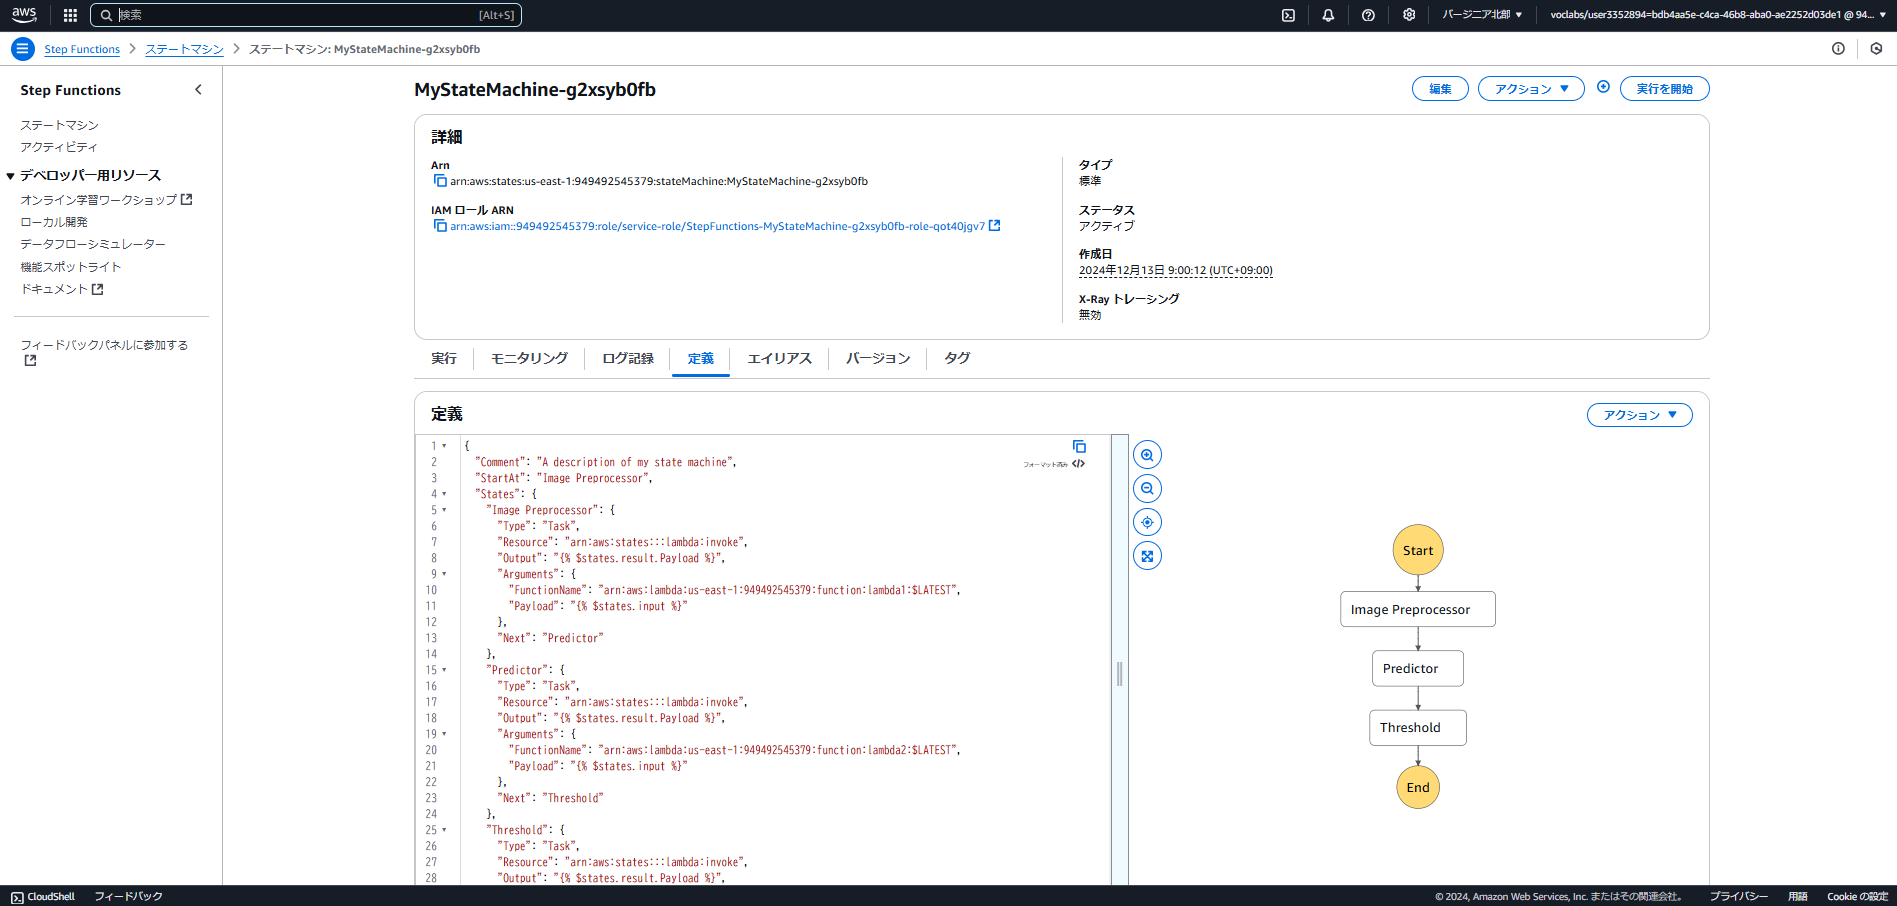 aws
検索
[Alt+S]
バージニア北部 ▼
voclabs/user3352894=bdb4aa5e-c4ca-46b8-aba0-ae2252d03de1 @ 94... ▼
Step Functions
ステートマシン
ステートマシン: MyStateMachine-g2xsyb0fb
Step Functions
ステートマシン
アクティビティ
デベロッパー用リソース
オンライン学習ワークショップ
ローカル開発
データフローシミュレーター
機能スポットライト
ドキュメント
フィードバックパネルに参加する
MyStateMachine-g2xsyb0fb
編集
アクション ▼
実行を開始
詳細
Arn
arn:aws:states:us-east-1:949492545379:stateMachine:MyStateMachine-g2xsyb0fb
IAM ロール ARN
arn:aws:iam::949492545379:role/service-role/StepFunctions-MyStateMachine-g2xsyb0fb-role-qot40jgv7
タイプ
標準
ステータス
アクティブ
作成日
2024年12月13日 9:00:12 (UTC+09:00)
X-Ray トレーシング
無効
実行
モニタリング
ログ記録
定義
エイリアス
バージョン
タグ
定義
アクション ▼
フォーマット済み
1 {
2 "Comment": "A description of my state machine",
3 "StartAt": "Image Preprocessor",
4 "States": {
5 "Image Preprocessor": {
6 "Type": "Task",
7 "Resource": "arn:aws:states:::lambda:invoke",
8 "Output": "{% $states.result.Payload %}",
9 "Arguments": {
10 "FunctionName": "arn:aws:lambda:us-east-1:949492545379:function:lambda1:$LATEST",
11 "Payload": "{% $states.input %}"
12 },
13 "Next": "Predictor"
14 },
15 "Predictor": {
16 "Type": "Task",
17 "Resource": "arn:aws:states:::lambda:invoke",
18 "Output": "{% $states.result.Payload %}",
19 "Arguments": {
20 "FunctionName": "arn:aws:lambda:us-east-1:949492545379:function:lambda2:$LATEST",
21 "Payload": "{% $states.input %}"
22 },
23 "Next": "Threshold"
24 },
25 "Threshold": {
26 "Type": "Task",
27 "Resource": "arn:aws:states:::lambda:invoke",
28 "Output": "{% $states.result.Payload %}",
Start
Image Preprocessor
Predictor
Threshold
End
CloudShell
フィードバック
© 2024, Amazon Web Services, Inc. またはその関連会社。
プライバシー
用語
Cookie の設定